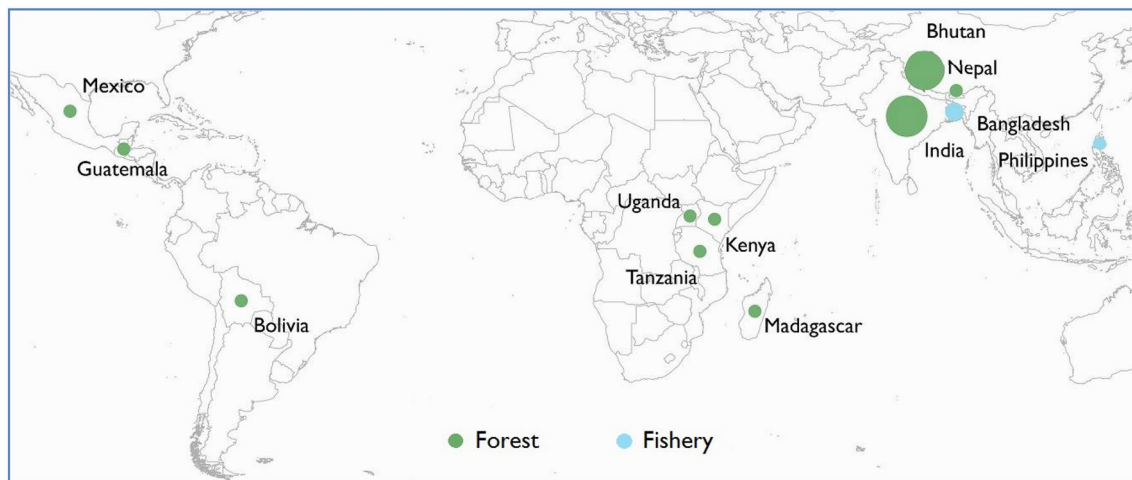 Bhutan
Nepal
Mexico
Bangladesh
India
Philippines
Guatemala
Uganda
Kenya
Tanzania
Bolivia
Madagascar
Forest
Fishery